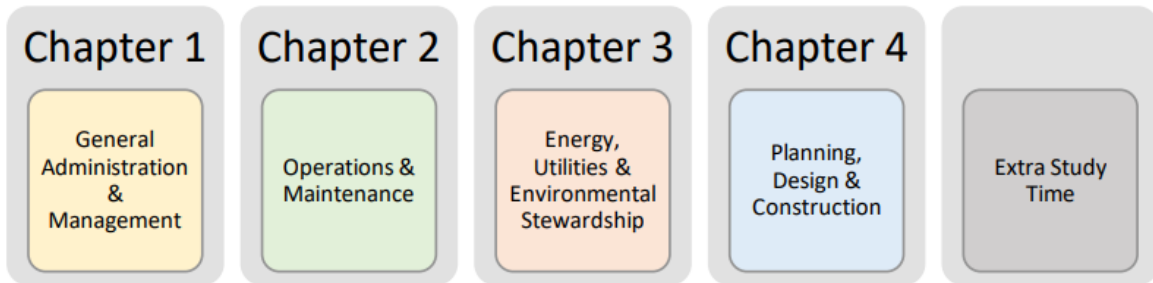 Chapter 1
General
Administration
&
Management
Chapter 2
Operations &
Maintenance
Chapter 3
Energy,
Utilities &
Environmental
Stewardship
Chapter 4
Planning,
Design &
Construction
Extra Study
Time